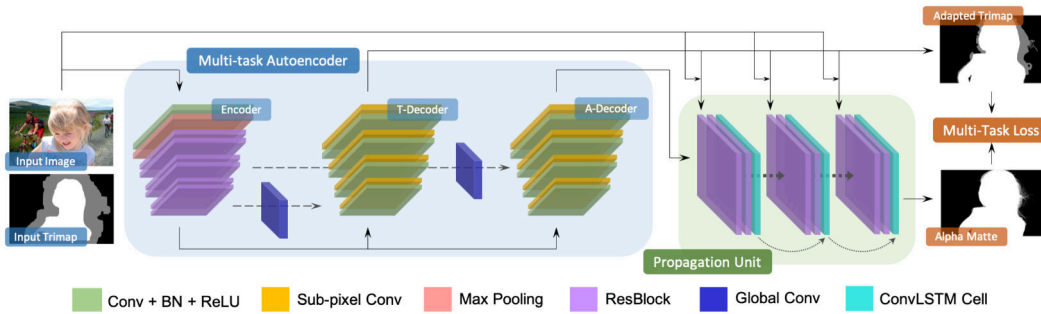 Adapted Trimap
Multi-task Autoencoder
Encoder
T-Decoder
A-Decoder
Input Image
Multi-Task Loss
Input Trimap
Alpha Matte
Propagation Unit
Conv + BN + ReLU
Sub-pixel Conv
Max Pooling
ResBlock
Global Conv
ConvLSTM Cell